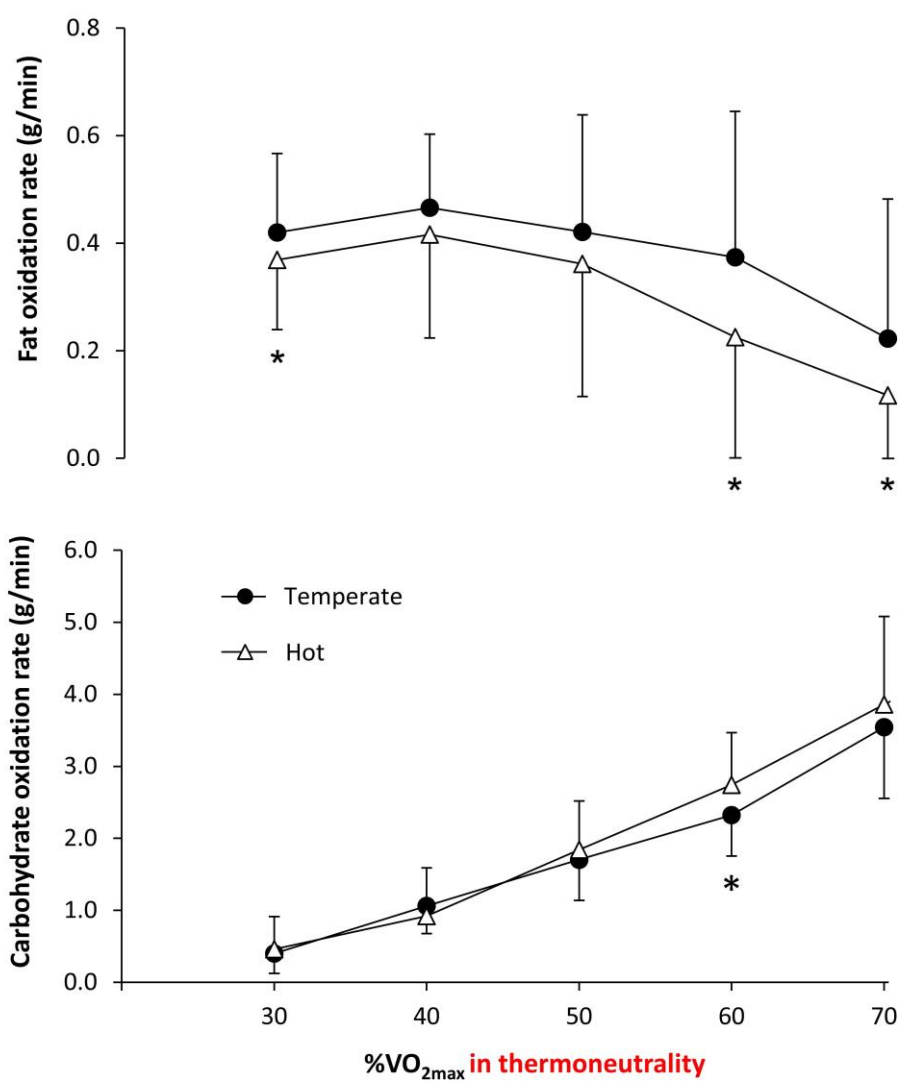 0.8
0.6
0.4
0.2
0.0
Fat oxidation rate (g/min)
*
*
*
6.0
5.0
4.0
3.0
2.0
1.0
0.0
Carbohydrate oxidation rate (g/min)
Temperate
Hot
*
30 40 50 60 70
%VO2max in thermoneutrality